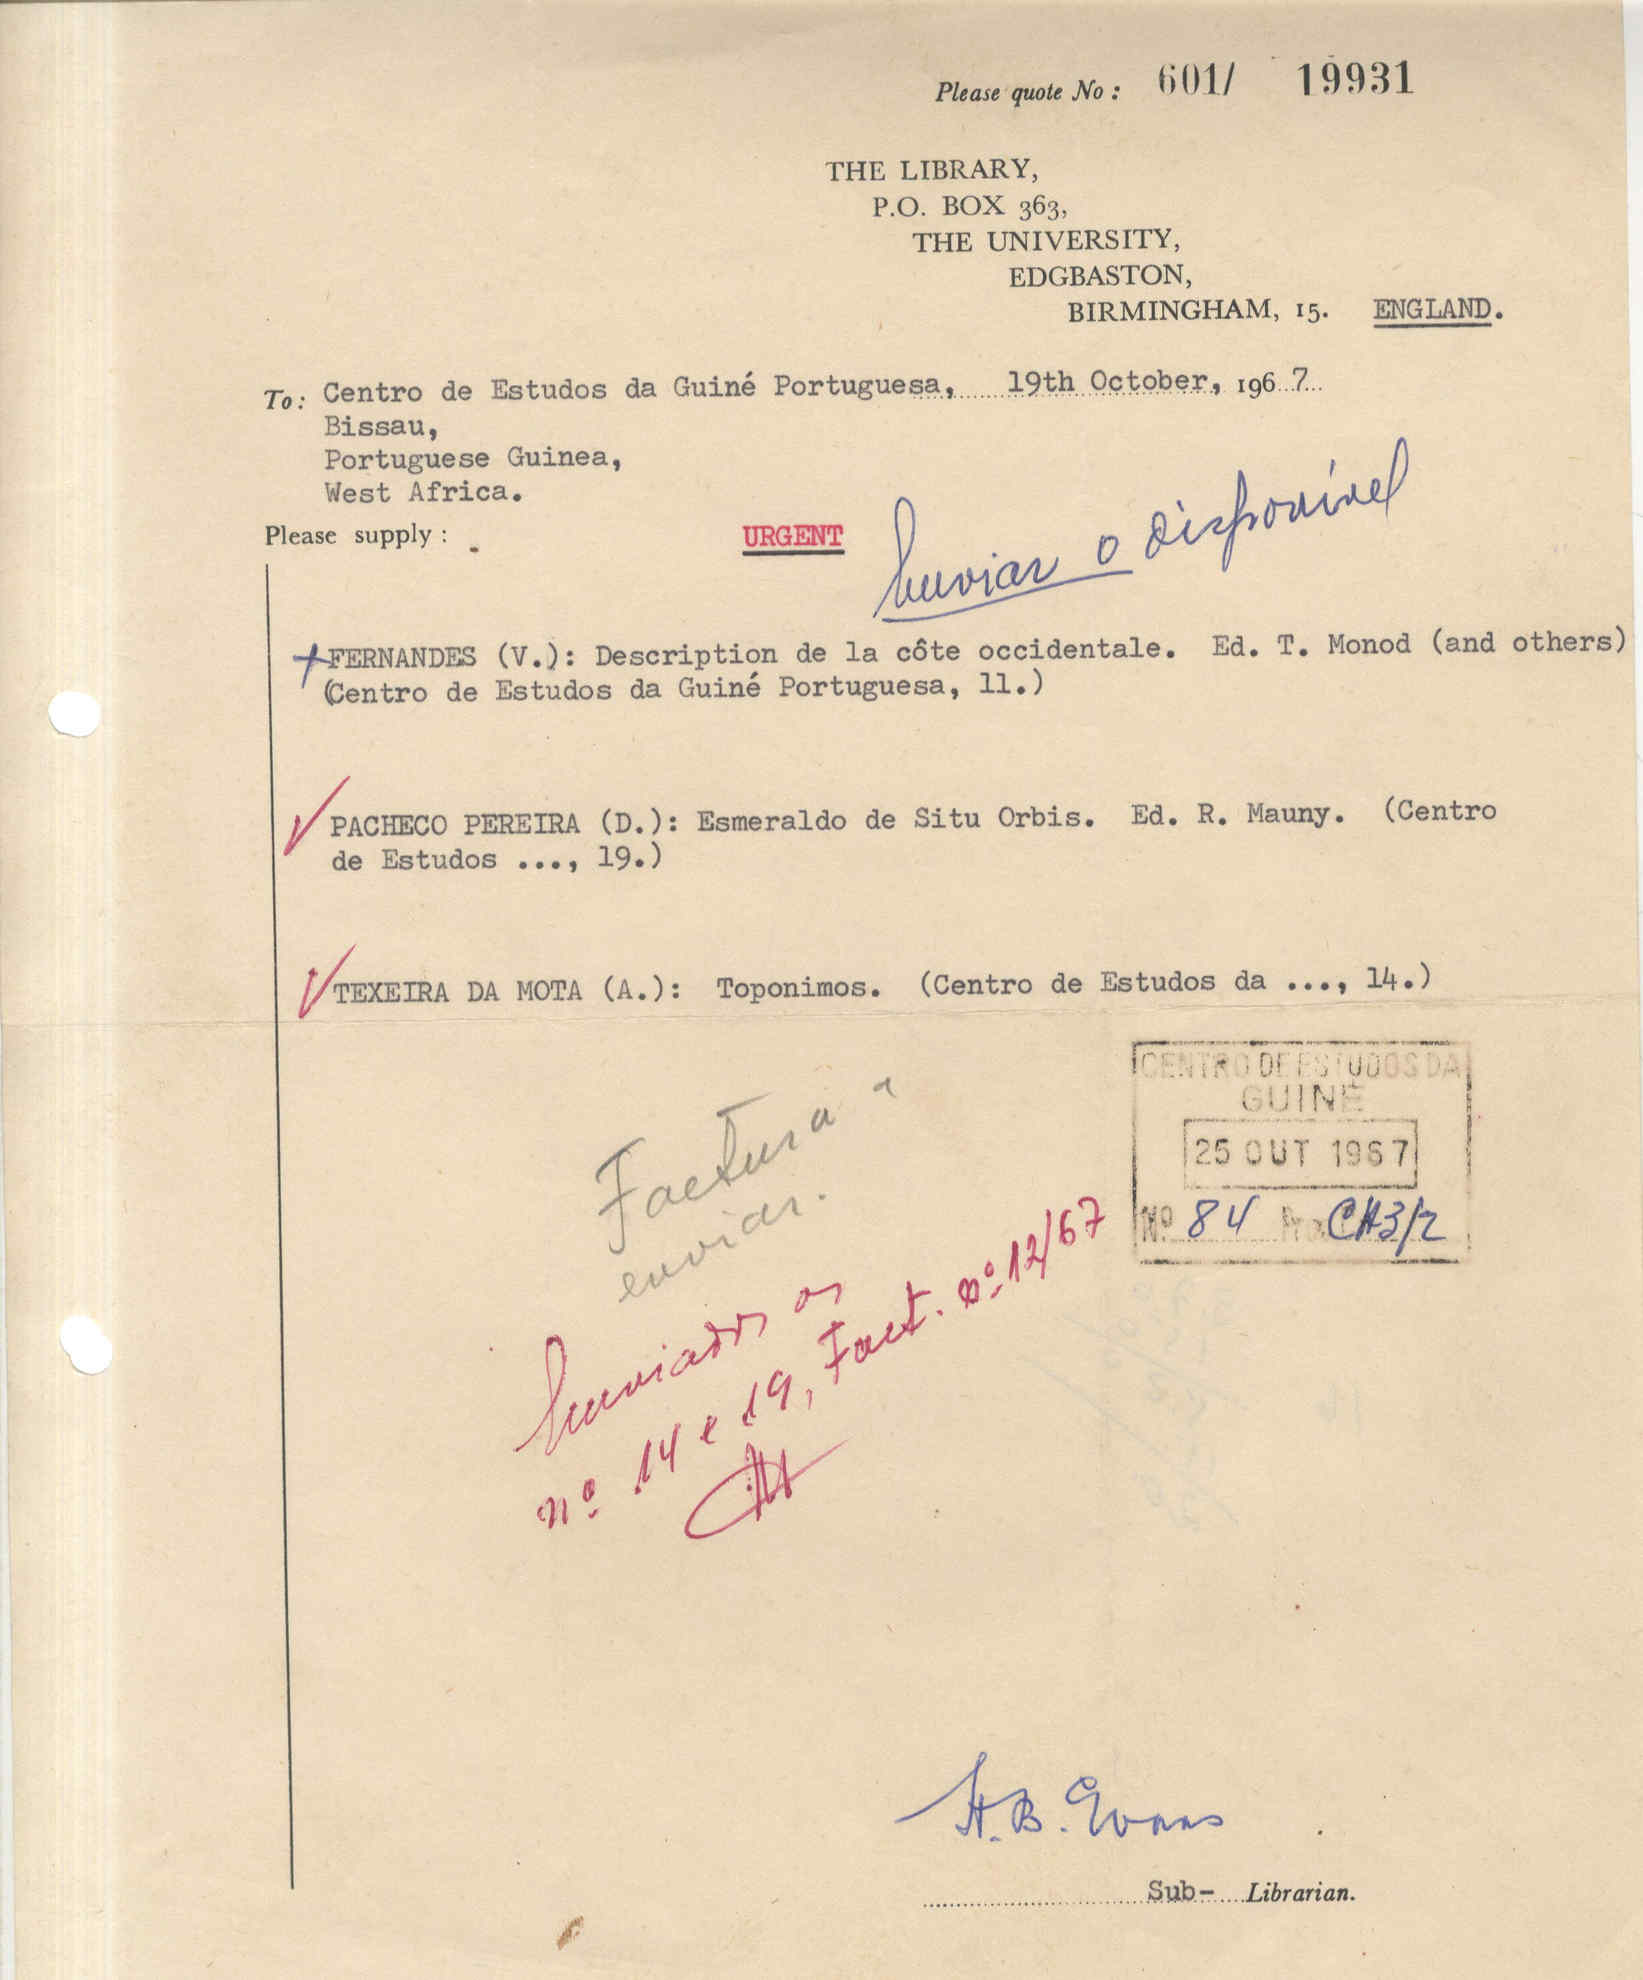 Please quote No : 601/ 19931
THE LIBRARY,
P.O. BOX 363,
THE UNIVERSITY,
EDGBASTON,
BIRMINGHAM, 15. ENGLAND.
To: Centro de Estudos da Guiné Portuguesa, 19th October, 1967
Bissau,
Portuguese Guinea,
West Africa.
Please supply :
URGENT
Enviar o disponível
+FERNANDES (V.): Description de la côte occidentale. Ed. T. Monod (and others)
(Centro de Estudos da Guiné Portuguesa, 11.)
✓ PACHECO PEREIRA (D.): Esmeraldo de Situ Orbis. Ed. R. Mauny. (Centro
de Estudos ..., 19.)
✓ TEXEIRA DA MOTA (A.): Toponimos. (Centro de Estudos da ..., 14.)
CENTRO DE ESTUDOS DA
GUINÉ
25 OUT 1967
Nº 84 CH3/2
Factura a
enviar.
Enviados os
nº 14 e 19, Fact. nº 12/67
H.B. Evans
Sub- Librarian.